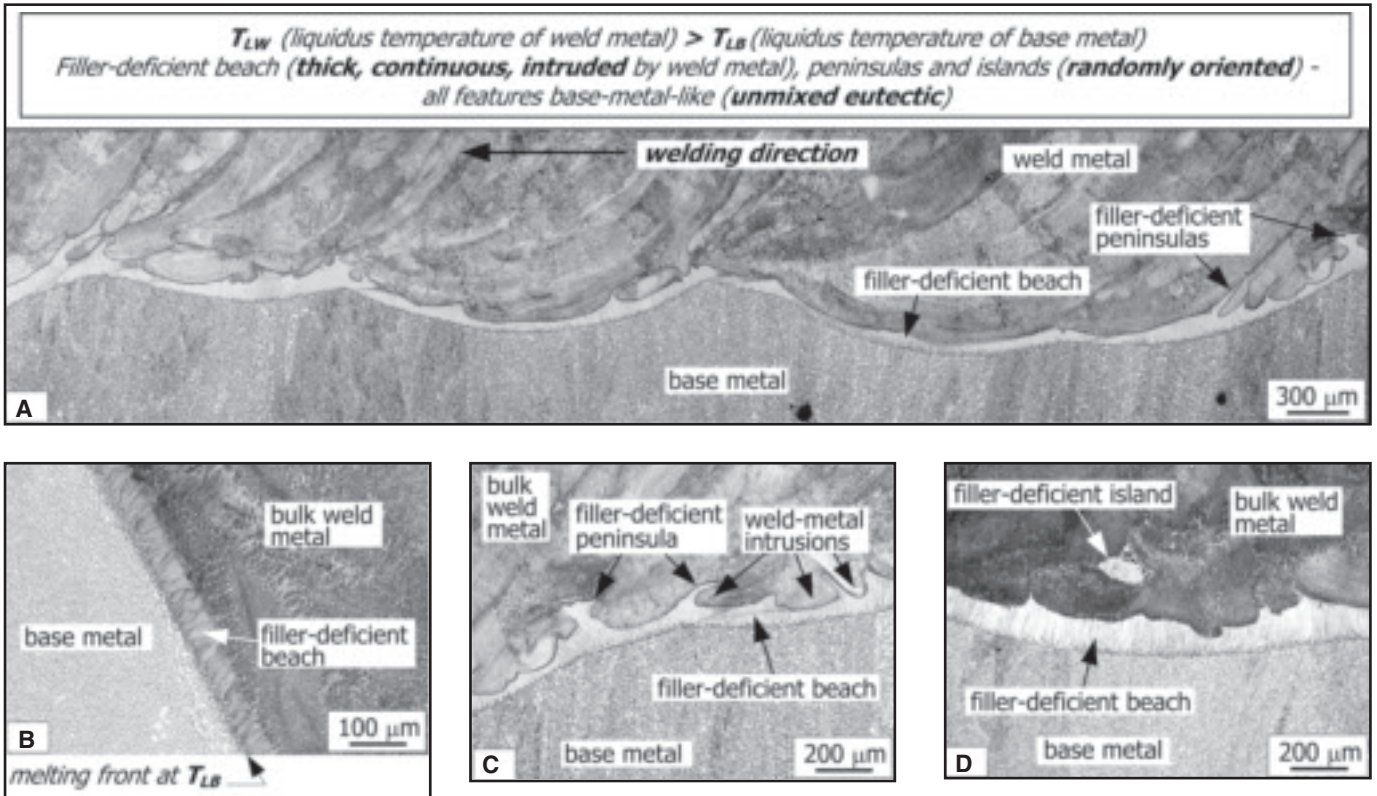 T_LW (liquidus temperature of weld metal) > T_LB (liquidus temperature of base metal)
Filler-deficient beach (thick, continuous, intruded by weld metal), peninsulas and islands (randomly oriented) -
all features base-metal-like (unmixed eutectic)
welding direction
weld metal
filler-deficient
peninsulas
filler-deficient beach
base metal
300 μm
A
bulk weld
metal
base metal
filler-deficient
beach
100 μm
B
melting front at T_LB
bulk
weld
metal
filler-deficient
peninsula
weld-metal
intrusions
filler-deficient beach
base metal
200 μm
C
filler-deficient island
bulk weld
metal
filler-deficient beach
base metal
200 μm
D